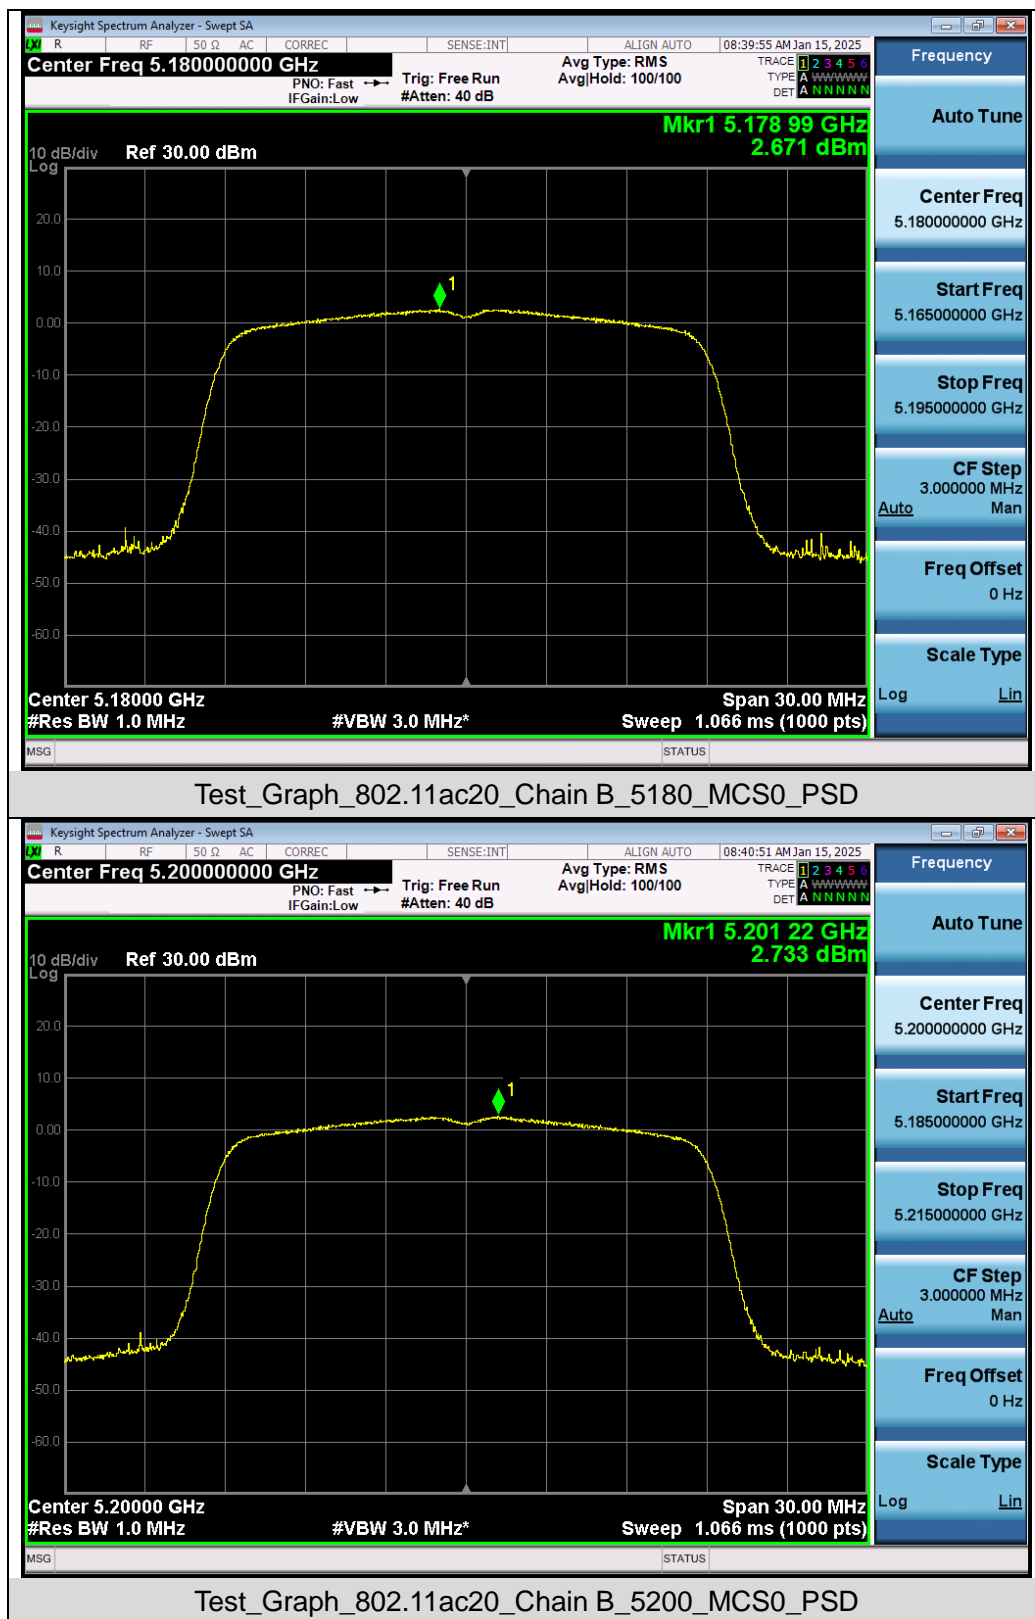 Keysight Spectrum Analyzer - Swept SA
LXI R RF 50 Ω AC CORREC SENSE:INT ALIGN AUTO 08:39:55 AM Jan 15, 2025
Center Freq 5.180000000 GHz Avg Type: RMS TRACE 1 2 3 4 5 6
PNO: Fast Trig: Free Run Avg|Hold: 100/100 TYPE A WWWWW
IFGain:Low #Atten: 40 dB DET A N N N N N
Mkr1 5.178 99 GHz
10 dB/div Ref 30.00 dBm 2.671 dBm
Log
20.0
10.0
1
0.00
-10.0
-20.0
-30.0
-40.0
-50.0
-60.0
Center 5.18000 GHz Span 30.00 MHz
#Res BW 1.0 MHz #VBW 3.0 MHz* Sweep 1.066 ms (1000 pts)
MSG STATUS
Frequency
Auto Tune
Center Freq
5.180000000 GHz
Start Freq
5.165000000 GHz
Stop Freq
5.195000000 GHz
CF Step
3.000000 MHz
Auto Man
Freq Offset
0 Hz
Scale Type
Log Lin
Test_Graph_802.11ac20_Chain B_5180_MCS0_PSD
Keysight Spectrum Analyzer - Swept SA
LXI R RF 50 Ω AC CORREC SENSE:INT ALIGN AUTO 08:40:51 AM Jan 15, 2025
Center Freq 5.200000000 GHz Avg Type: RMS TRACE 1 2 3 4 5 6
PNO: Fast Trig: Free Run Avg|Hold: 100/100 TYPE A WWWWW
IFGain:Low #Atten: 40 dB DET A N N N N N
Mkr1 5.201 22 GHz
10 dB/div Ref 30.00 dBm 2.733 dBm
Log
20.0
10.0
1
0.00
-10.0
-20.0
-30.0
-40.0
-50.0
-60.0
Center 5.20000 GHz Span 30.00 MHz
#Res BW 1.0 MHz #VBW 3.0 MHz* Sweep 1.066 ms (1000 pts)
MSG STATUS
Frequency
Auto Tune
Center Freq
5.200000000 GHz
Start Freq
5.185000000 GHz
Stop Freq
5.215000000 GHz
CF Step
3.000000 MHz
Auto Man
Freq Offset
0 Hz
Scale Type
Log Lin
Test_Graph_802.11ac20_Chain B_5200_MCS0_PSD